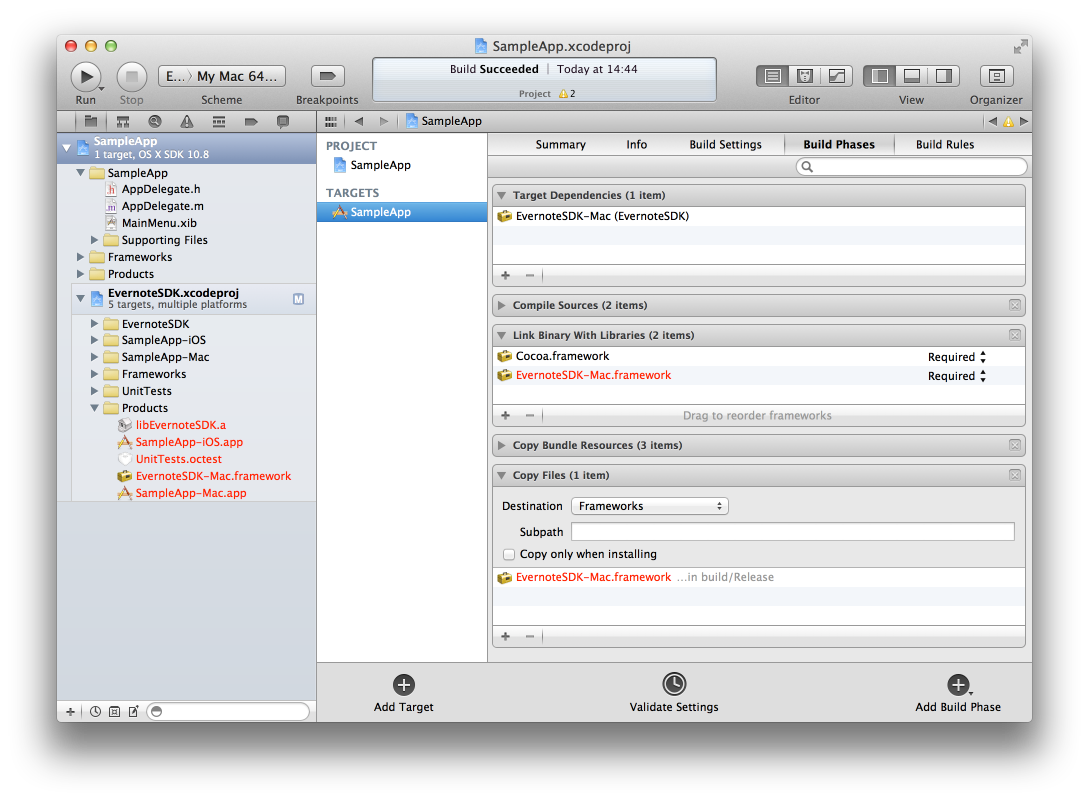 SampleApp.xcodeproj
Run
Stop
E... › My Mac 64...
Scheme
Breakpoints
Build Succeeded | Today at 14:44
Project 2
Editor
View
Organizer
SampleApp
SampleApp
1 target, OS X SDK 10.8
SampleApp
AppDelegate.h
AppDelegate.m
MainMenu.xib
Supporting Files
Frameworks
Products
EvernoteSDK.xcodeproj
M
5 targets, multiple platforms
EvernoteSDK
SampleApp-iOS
SampleApp-Mac
Frameworks
UnitTests
Products
libEvernoteSDK.a
SampleApp-iOS.app
UnitTests.octest
EvernoteSDK-Mac.framework
SampleApp-Mac.app
PROJECT
SampleApp
TARGETS
SampleApp
Summary
Info
Build Settings
Build Phases
Build Rules
Target Dependencies (1 item)
EvernoteSDK-Mac (EvernoteSDK)
Compile Sources (2 items)
Link Binary With Libraries (2 items)
Cocoa.framework
Required
EvernoteSDK-Mac.framework
Required
Drag to reorder frameworks
Copy Bundle Resources (3 items)
Copy Files (1 item)
Destination
Frameworks
Subpath
Copy only when installing
EvernoteSDK-Mac.framework ...in build/Release
Add Target
Validate Settings
Add Build Phase